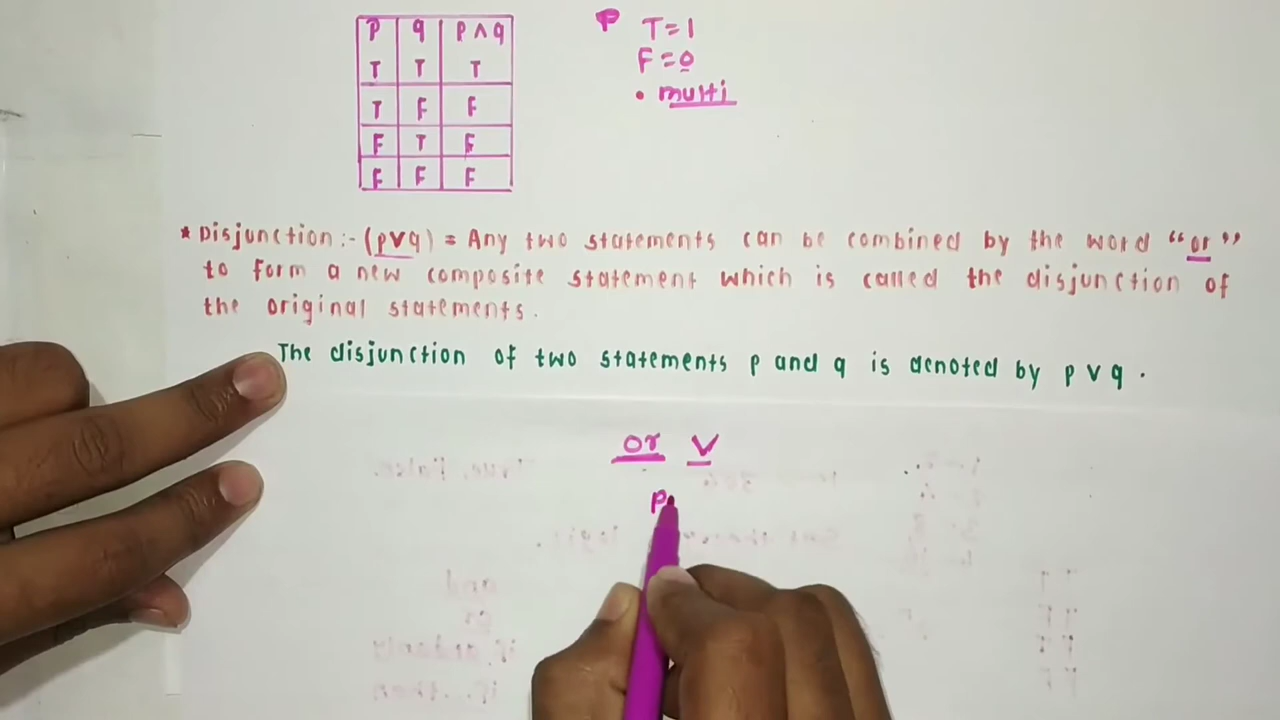 P q P ∧ q
T T T
T F F
F T F
F F F
P T=1
F=0
• multi
* Disjunction :- (pvq) = Any two statements can be combined by the word "or"
to form a new composite statement which is called the disjunction of
the original statements.
The disjunction of two statements p and q is denoted by p v q .
or v
p